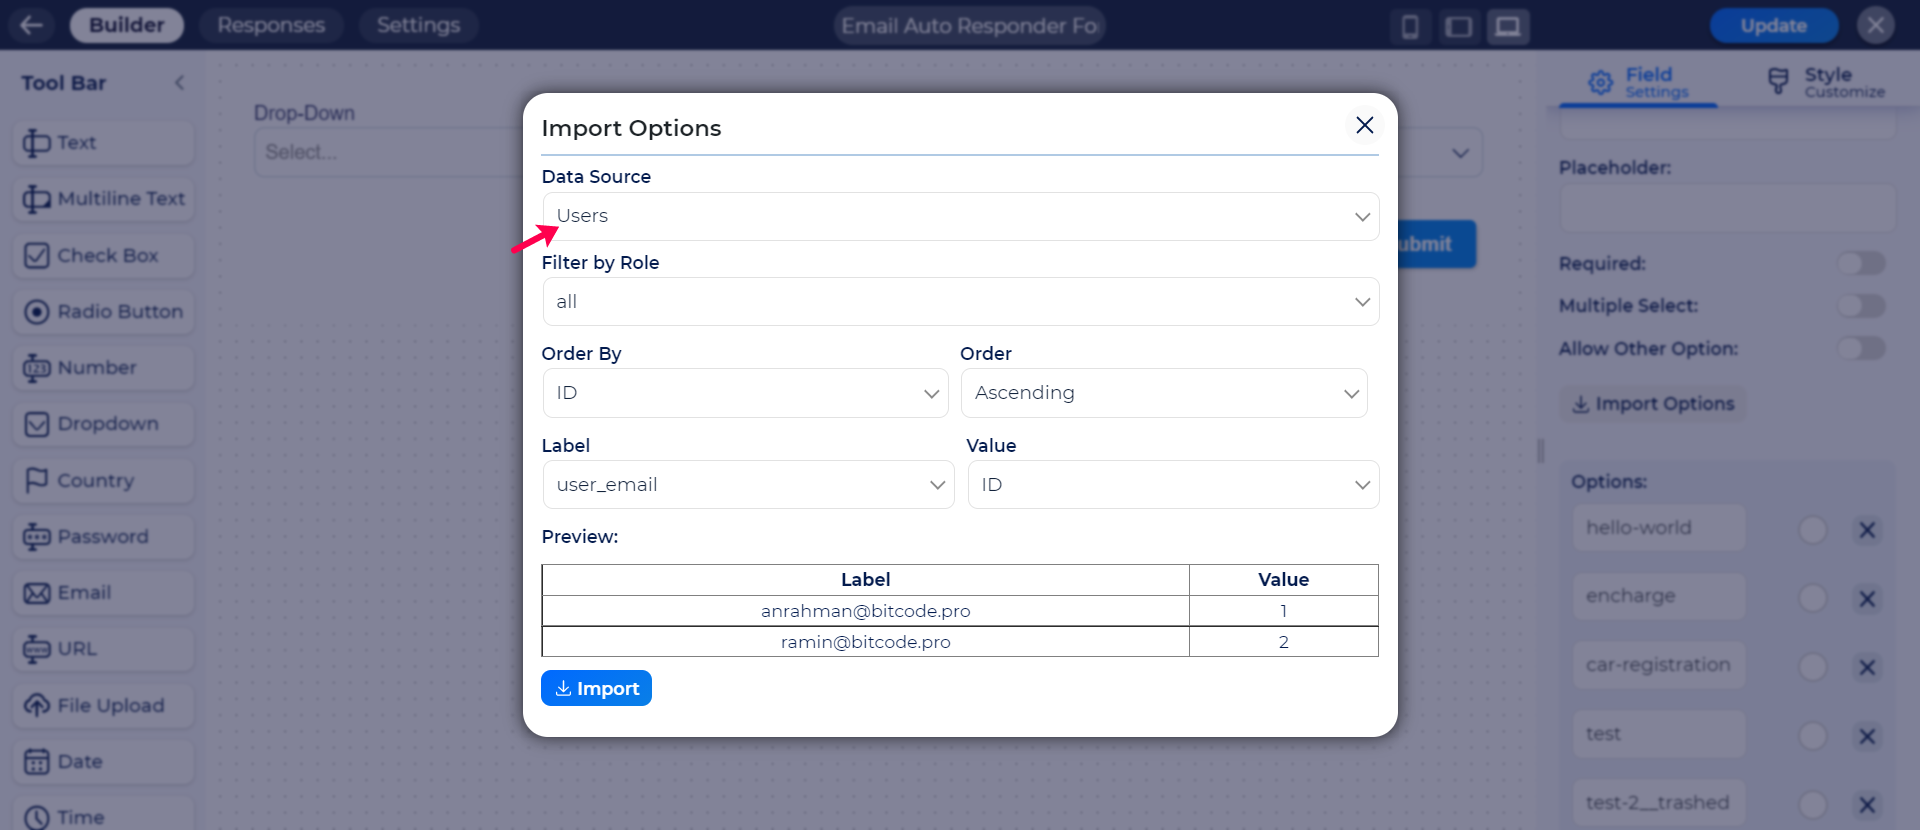 Builder
Responses
Settings
Email Auto Responder Fo
Update
Tool Bar
Text
Multiline Text
Check Box
Radio Button
Number
Dropdown
Country
Password
Email
URL
File Upload
Date
Time
Drop-Down
Select...
ubmit
Import Options
Data Source
Users
Filter by Role
all
Order By
Order
ID
Ascending
Label
Value
user_email
ID
Preview:
Label
Value
anrahman@bitcode.pro
1
ramin@bitcode.pro
2
Import
Field
Settings
Style
Customize
Placeholder:
Required:
Multiple Select:
Allow Other Option:
Import Options
Options:
hello-world
encharge
car-registration
test
test-2__trashed